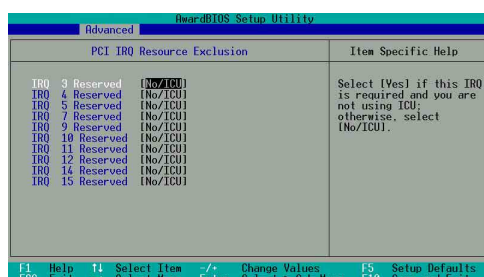 AwardBIOS Setup Utility
Advanced
PCI IRQ Resource Exclusion
Item Specific Help
IRQ 3 Reserved [No/ICU]
IRQ 4 Reserved [No/ICU]
IRQ 5 Reserved [No/ICU]
IRQ 7 Reserved [No/ICU]
IRQ 9 Reserved [No/ICU]
IRQ 10 Reserved [No/ICU]
IRQ 11 Reserved [No/ICU]
IRQ 12 Reserved [No/ICU]
IRQ 14 Reserved [No/ICU]
IRQ 15 Reserved [No/ICU]
Select [Yes] if this IRQ
is required and you are
not using ICU;
otherwise, select
[No/ICU].
F1 Help ↑↓ Select Item -/+ Change Values F5 Setup Defaults